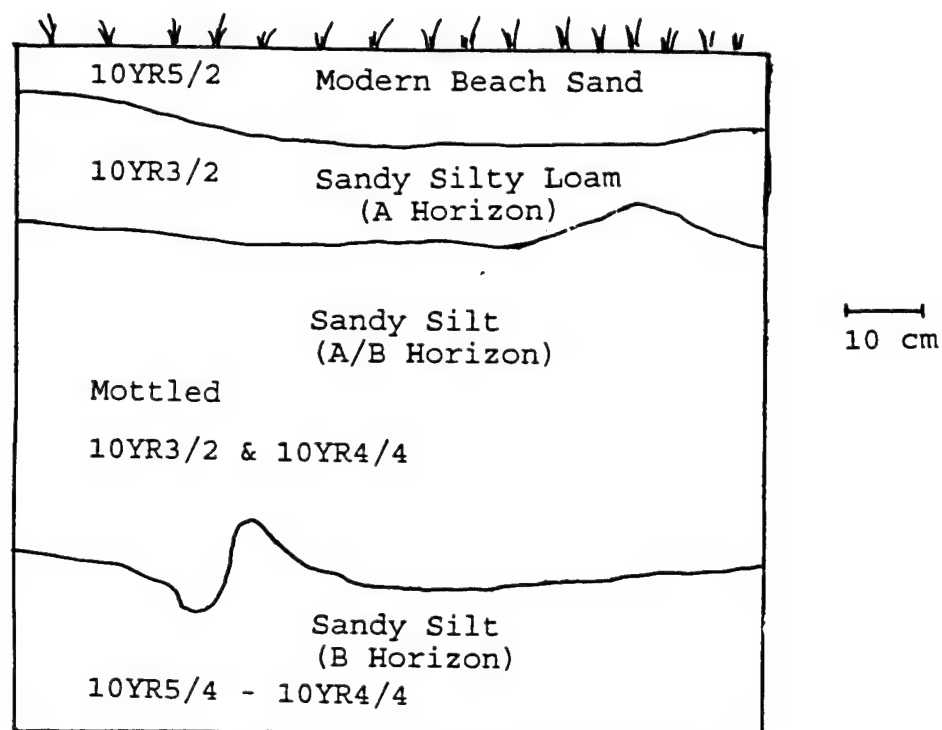 10YR5/2 Modern Beach Sand
10YR3/2 Sandy Silty Loam
(A Horizon)
Sandy Silt
(A/B Horizon)
10 cm
Mottled
10YR3/2 & 10YR4/4
Sandy Silt
(B Horizon)
10YR5/4 - 10YR4/4